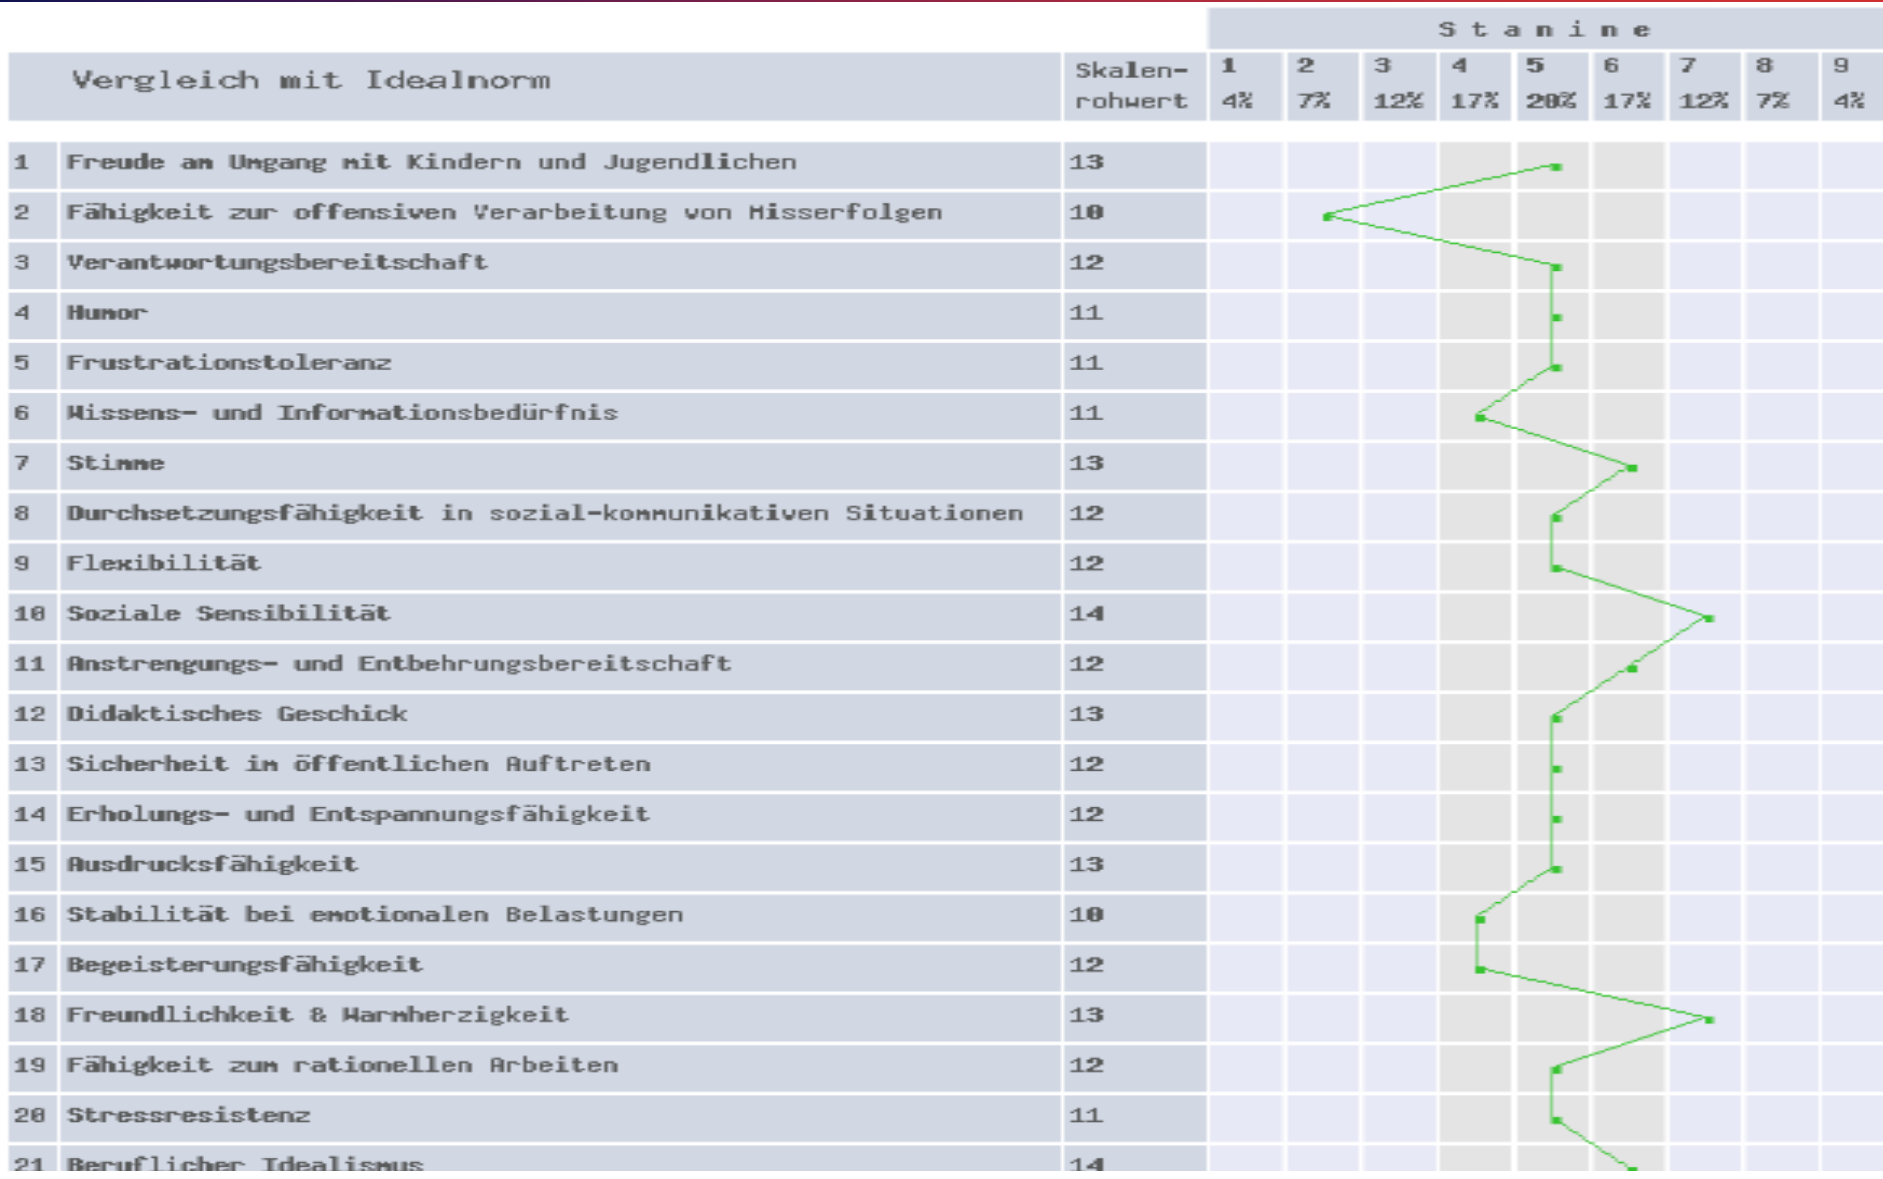 Stanine
Vergleich mit Idealnorm Skalen- 1 2 3 4 5 6 7 8 9
rohwert 4% 7% 12% 17% 20% 17% 12% 7% 4%
1 Freude am Umgang mit Kindern und Jugendlichen 13
2 Fähigkeit zur offensiven Verarbeitung von Misserfolgen 10
3 Verantwortungsbereitschaft 12
4 Humor 11
5 Frustrationstoleranz 11
6 Wissens- und Informationsbedürfnis 11
7 Stimme 13
8 Durchsetzungsfähigkeit in sozial-kommunikativen Situationen 12
9 Flexibilität 12
10 Soziale Sensibilität 14
11 Anstrengungs- und Entbehrungsbereitschaft 12
12 Didaktisches Geschick 13
13 Sicherheit im öffentlichen Auftreten 12
14 Erholungs- und Entspannungsfähigkeit 12
15 Ausdrucksfähigkeit 13
16 Stabilität bei emotionalen Belastungen 10
17 Begeisterungsfähigkeit 12
18 Freundlichkeit & Warmherzigkeit 13
19 Fähigkeit zum rationellen Arbeiten 12
20 Stressresistenz 11
21 Beruflicher Idealismus 14